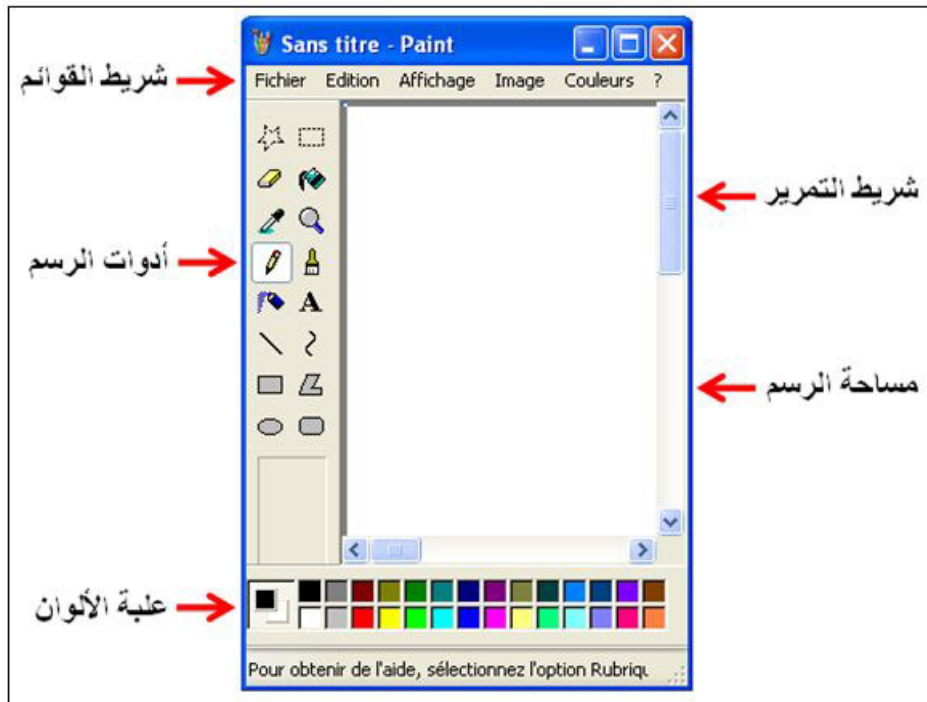 Sans titre - Paint
شريط القوائم
Fichier Edition Affichage Image Couleurs ?
شريط التمرير
أدوات الرسم
A
مساحة الرسم
علبة الألوان
Pour obtenir de l'aide, sélectionnez l'option Rubriqu